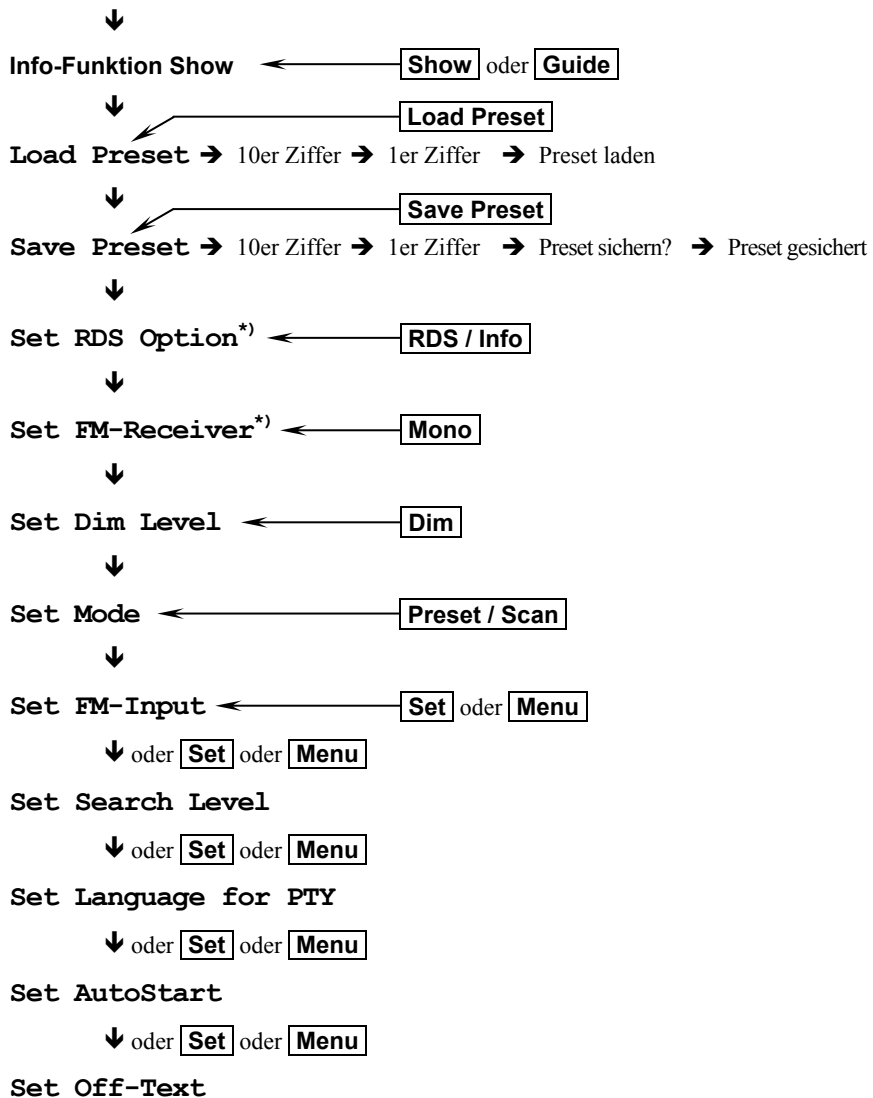 🡻
Info-Funktion Show Show oder Guide
🡻
Load Preset
Load Preset ➔ 10er Ziffer ➔ 1er Ziffer ➔ Preset laden
🡻
Save Preset
Save Preset ➔ 10er Ziffer ➔ 1er Ziffer ➔ Preset sichern? ➔ Preset gesichert
🡻
Set RDS Option*) RDS / Info
🡻
Set FM-Receiver*) Mono
🡻
Set Dim Level Dim
🡻
Set Mode Preset / Scan
🡻
Set FM-Input Set oder Menu
🡻 oder Set oder Menu
Set Search Level
🡻 oder Set oder Menu
Set Language for PTY
🡻 oder Set oder Menu
Set AutoStart
🡻 oder Set oder Menu
Set Off-Text